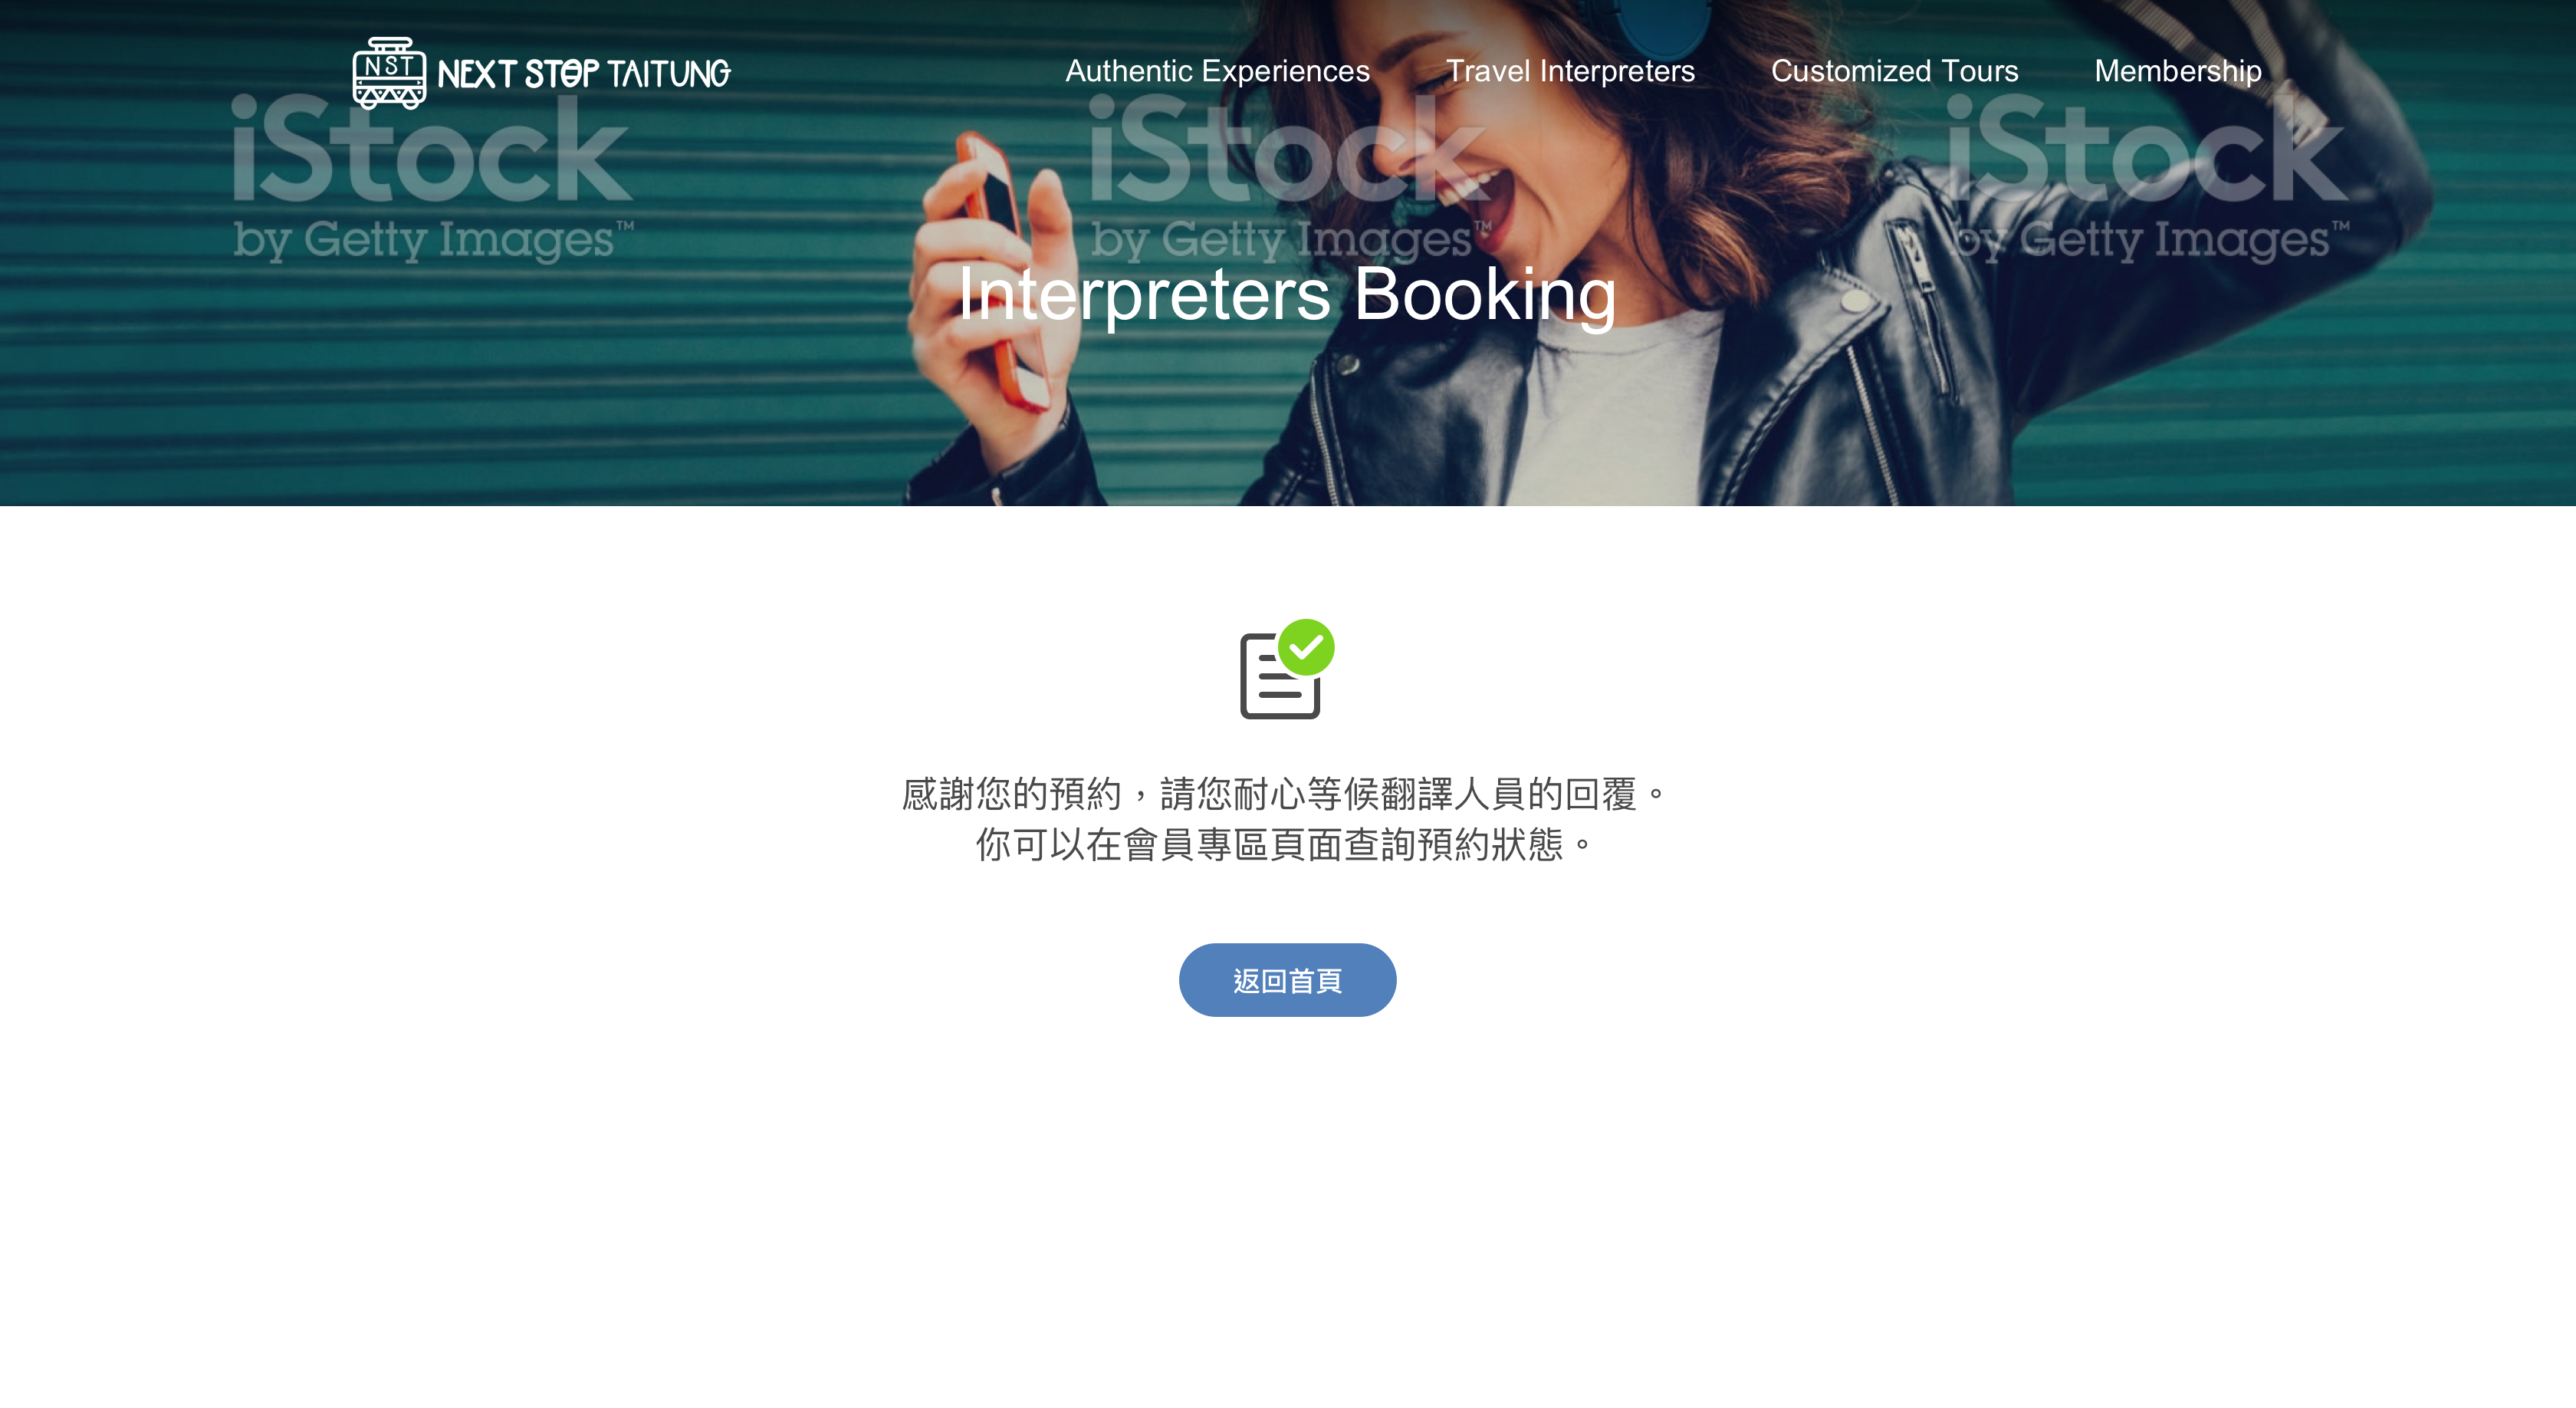 NST
NEXT STOP TAITUNG
Authentic Experiences
Travel Interpreters
Customized Tours
Membership
iStock
by Getty Images™
iStock
by Getty Images™
iStock
by Getty Images™
Interpreters Booking
感謝您的預約，請您耐心等候翻譯人員的回覆。
你可以在會員專區頁面查詢預約狀態。
返回首頁